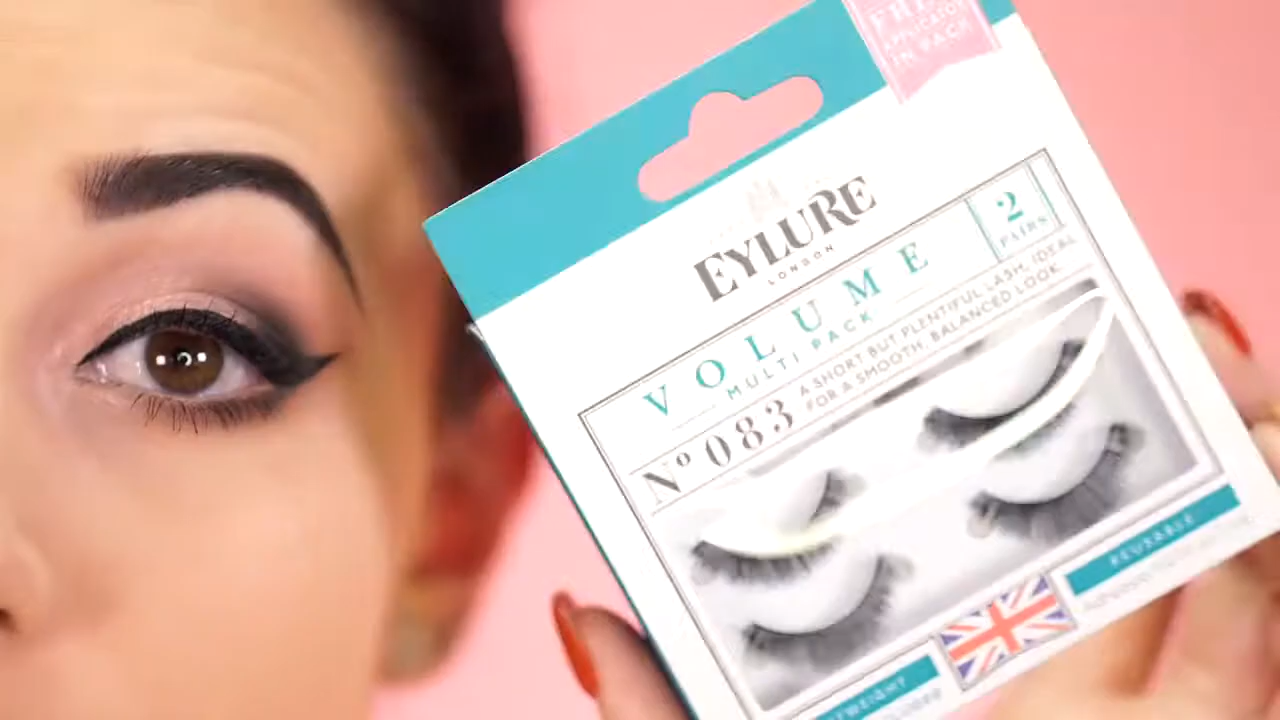 FREE
APPLICATOR
IN PACK
EYLURE
LONDON
VOLUME
2
PAIRS
MULTI PACK
Nº 083
A SHORT BUT PLENTIFUL LASH, IDEAL
FOR A SMOOTH, BALANCED LOOK
REUSABLE